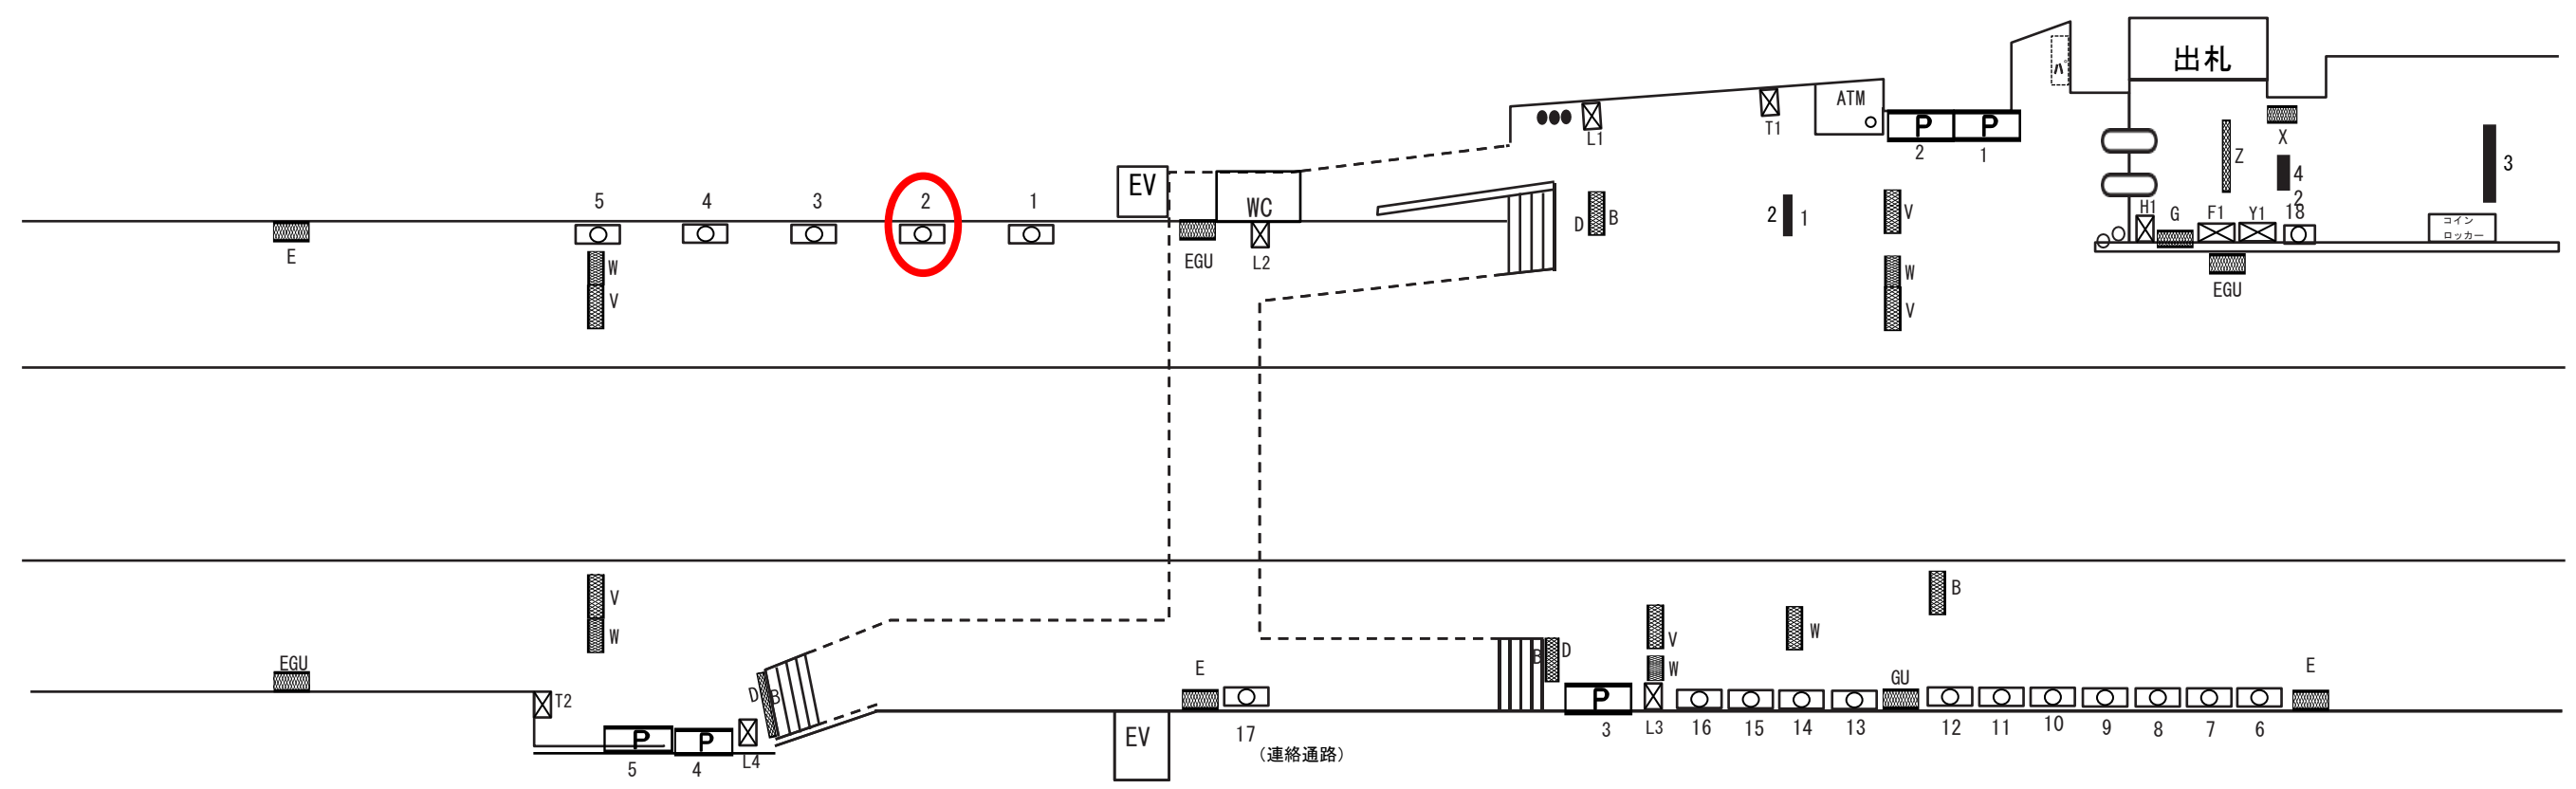 出札
パ
ATM
P
P
2
1
L1
T1
X
Z
4
3
2
EV
WC
5
4
3
2
1
D
B
2
1
V
H1
G
F1
Y1
18
コイン
ロッカー
E
EGU
L2
W
V
W
V
EGU
V
W
B
V
W
W
EGU
D
B
E
B
D
GU
E
T2
P
P
L4
EV
17
(連絡通路)
P
3
L3
16
15
14
13
12
11
10
9
8
7
6
5
4